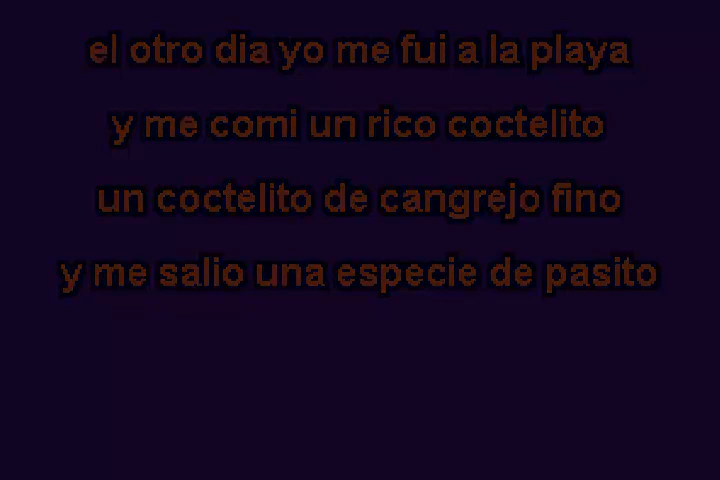 el otro dia yo me fui a la playa
y me comi un rico coctelito
un coctelito de cangrejo fino
y me salio una especie de pasito